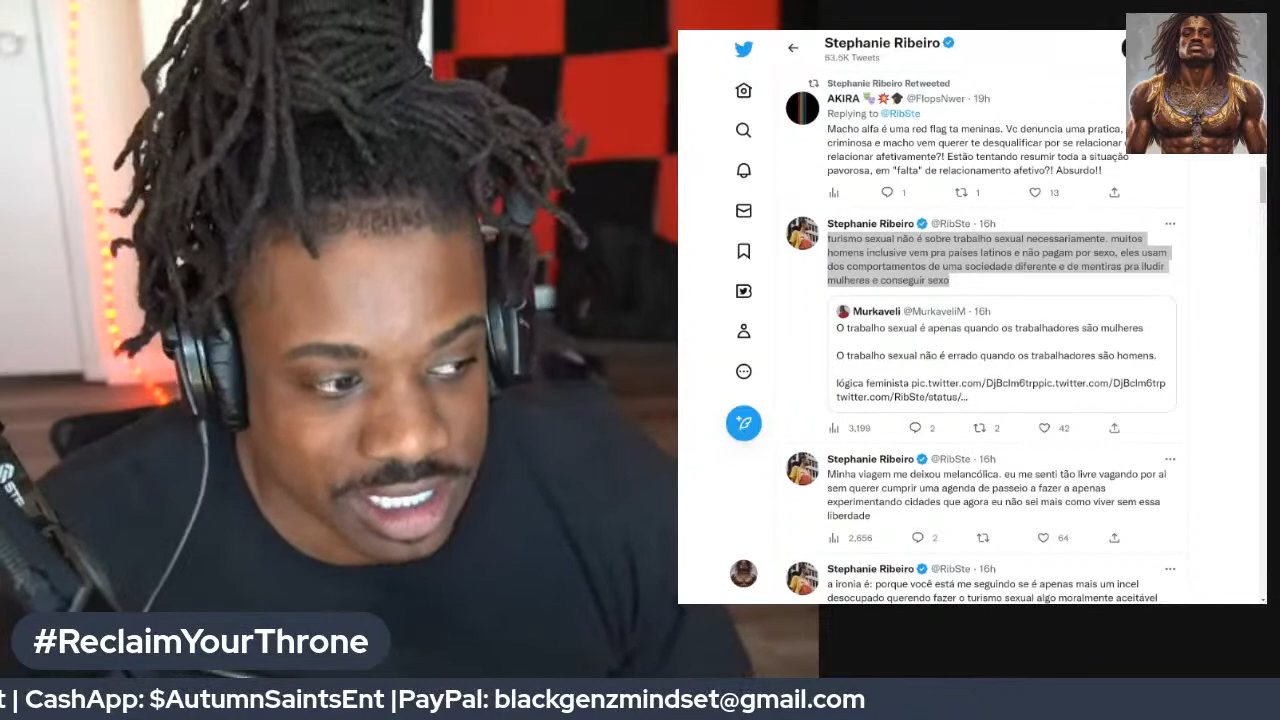 Stephanie Ribeiro
63.5K Tweets
Stephanie Ribeiro Retweeted
AKIRA @FlopsNwer · 19h
Replying to @RibSte
Macho alfa é uma red flag ta meninas. Vc denuncia uma pratica,
criminosa e macho vem querer te desqualificar por se relacionar
relacionar afetivamente?! Estão tentando resumir toda a situação
pavorosa, em "falta" de relacionamento afetivo?! Absurdo!!
1 1 13
Stephanie Ribeiro @RibSte · 16h
turismo sexual não é sobre trabalho sexual necessariamente. muitos
homens inclusive vem pra países latinos e não pagam por sexo, eles usam
dos comportamentos de uma sociedade diferente e de mentiras pra iludir
mulheres e conseguir sexo
Murkaveli @MurkaveliM · 16h
O trabalho sexual é apenas quando os trabalhadores são mulheres
O trabalho sexual não é errado quando os trabalhadores são homens.
lógica feminista pic.twitter.com/DjBclm6trppic.twitter.com/DjBclm6trp
twitter.com/RibSte/status/...
3,199 2 2 42
Stephanie Ribeiro @RibSte · 16h
Minha viagem me deixou melancólica. eu me senti tão livre vagando por aí
sem querer cumprir uma agenda de passeio a fazer a apenas
experimentando cidades que agora eu não sei mais como viver sem essa
liberdade
2,656 2 64
Stephanie Ribeiro @RibSte · 16h
a ironia é: porque você está me seguindo se é apenas mais um incel
desocupado querendo fazer o turismo sexual algo moralmente aceitável
#ReclaimYourThrone
t | CashApp: $AutumnSaintsEnt |PayPal: blackgenzmindset@gmail.com